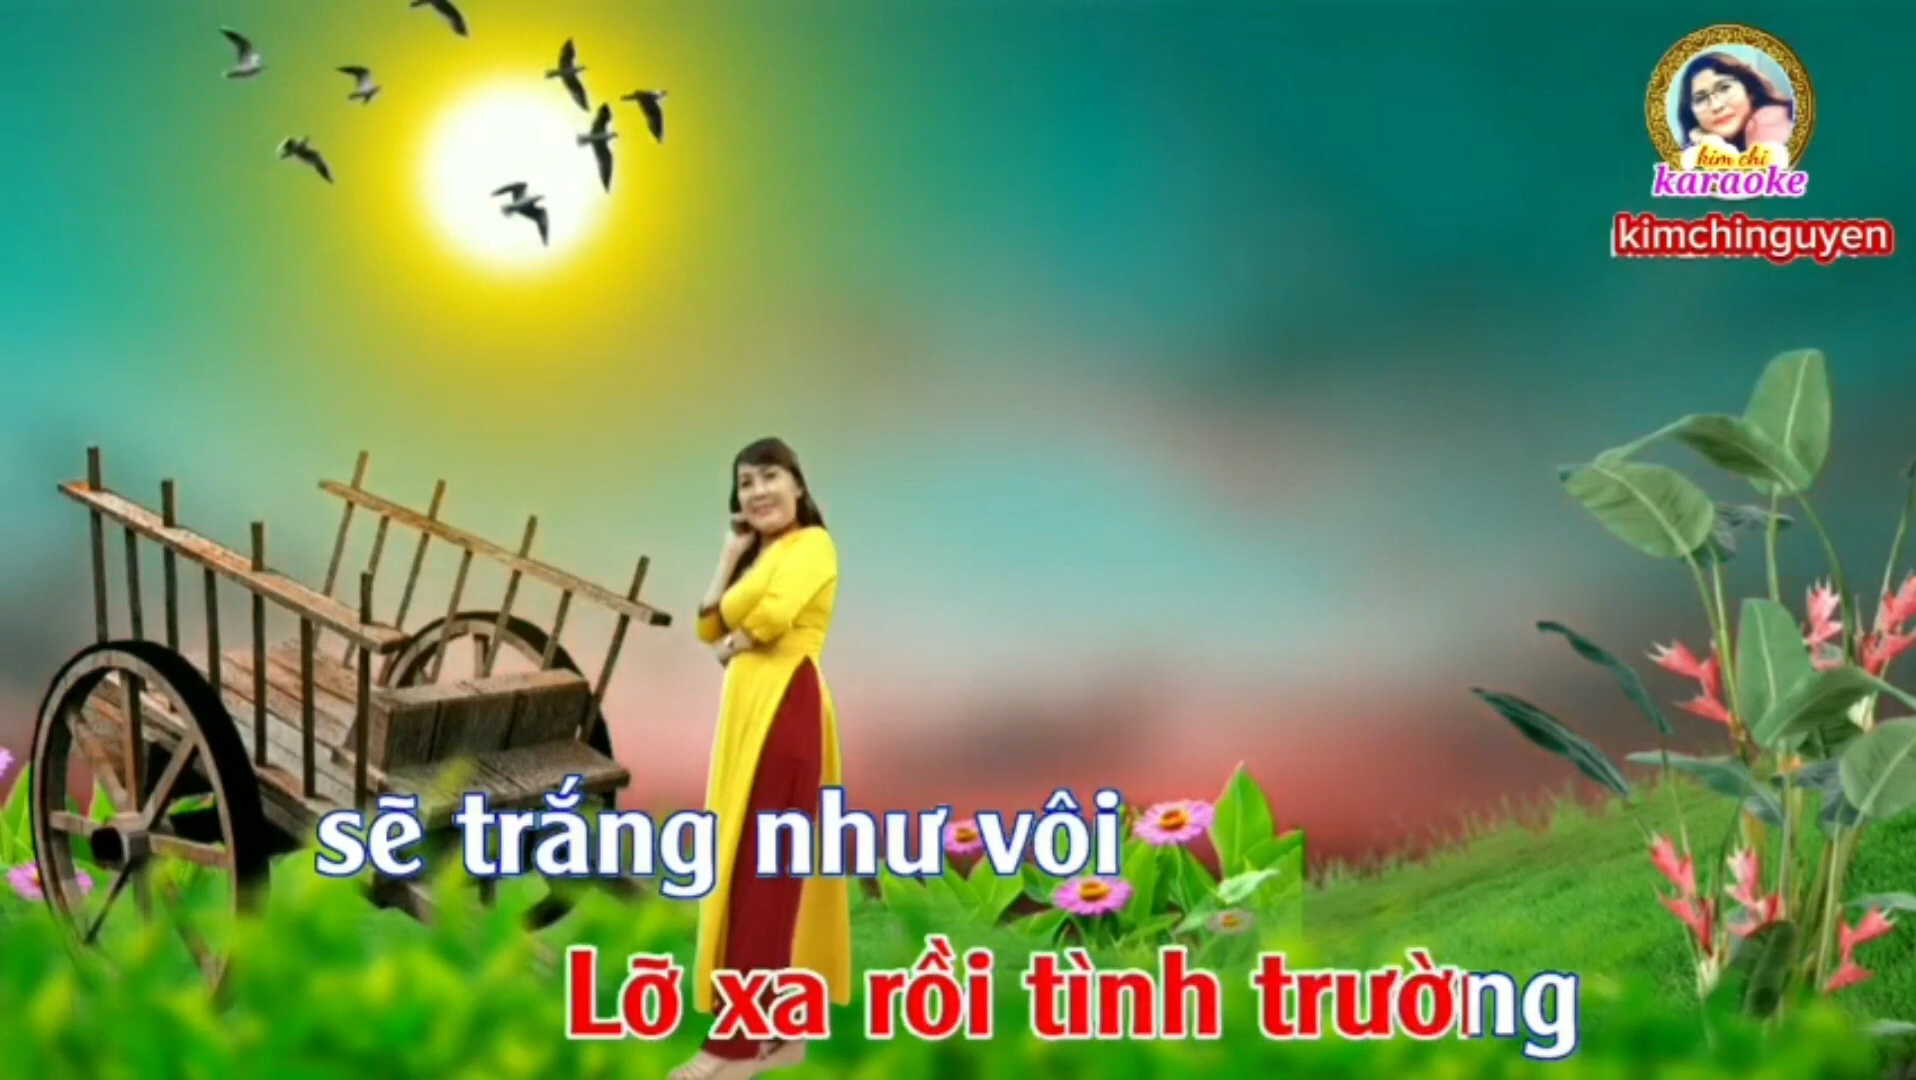 kim chi
karaoke
kimchinguyen
sẽ trắng như vôi
Lỡ xa rồi tình trường